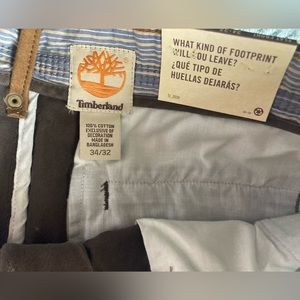 Timberland
100% COTTON
EXCLUSIVE OF
DECORATION
MADE IN
BANGLADESH
34/32
WHAT KIND OF FOOTPRINT
WILL YOU LEAVE?
¿QUÉ TIPO DE
HUELLAS DEJARÁS?